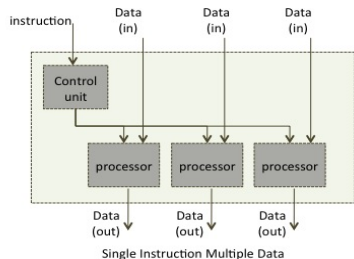 instruction
Data
(in)
Data
(in)
Data
(in)
Control
unit
processor
processor
processor
Data
(out)
Data
(out)
Data
(out)
Single Instruction Multiple Data